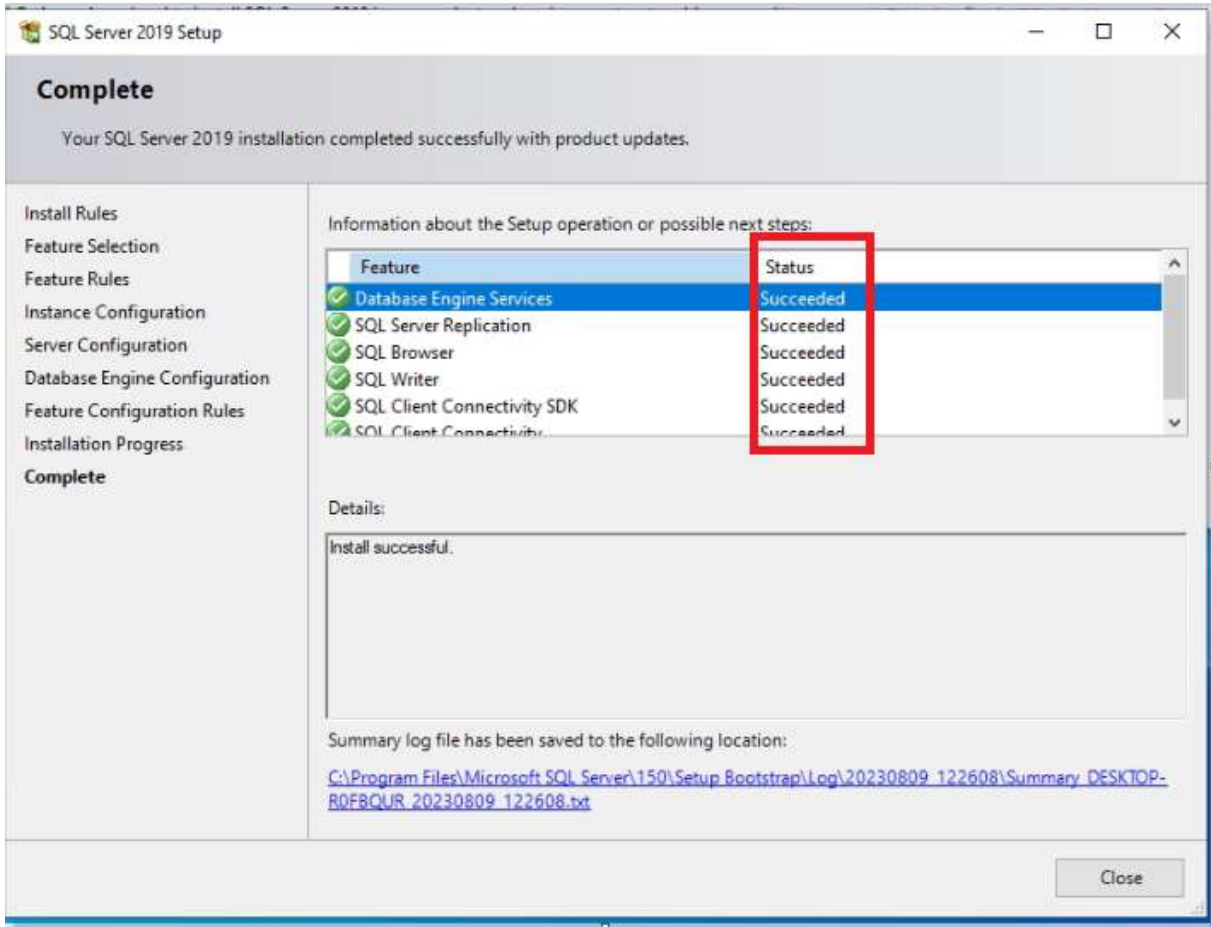 SQL Server 2019 Setup
Complete
Your SQL Server 2019 installation completed successfully with product updates.
Install Rules
Feature Selection
Feature Rules
Instance Configuration
Server Configuration
Database Engine Configuration
Feature Configuration Rules
Installation Progress
Complete
Information about the Setup operation or possible next steps:
Feature Status
Database Engine Services Succeeded
SQL Server Replication Succeeded
SQL Browser Succeeded
SQL Writer Succeeded
SQL Client Connectivity SDK Succeeded
SQL Client Connectivity Succeeded
Details:
Install successful.
Summary log file has been saved to the following location:
C:\Program Files\Microsoft SQL Server\150\Setup Bootstrap\Log\20230809_122608\Summary_DESKTOP-
R0FBQUR_20230809_122608.txt
Close